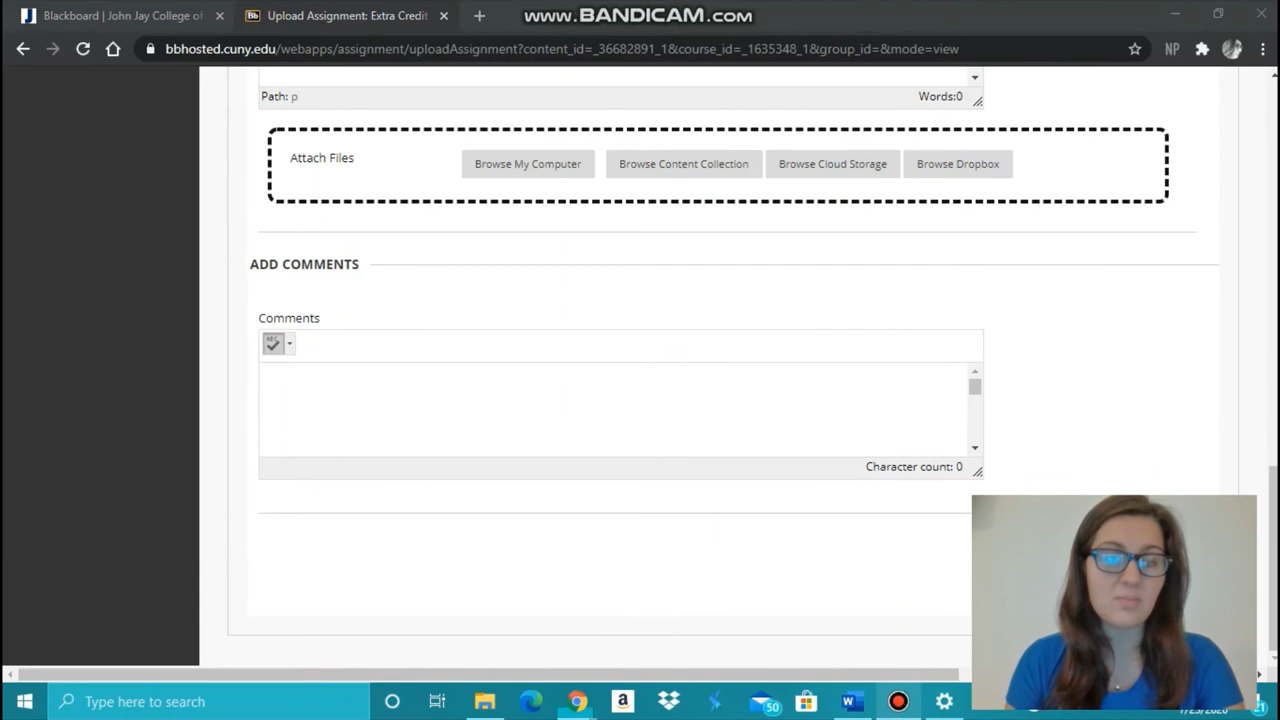 Blackboard | John Jay College of
Upload Assignment: Extra Credit
www.BANDICAM.com
bbhosted.cuny.edu/webapps/assignment/uploadAssignment?content_id=_36682891_1&course_id=_1635348_1&group_id=&mode=view
NP
Path: p
Words:0
Attach Files
Browse My Computer
Browse Content Collection
Browse Cloud Storage
Browse Dropbox
ADD COMMENTS
Comments
ABC
Character count: 0
Type here to search
50
21